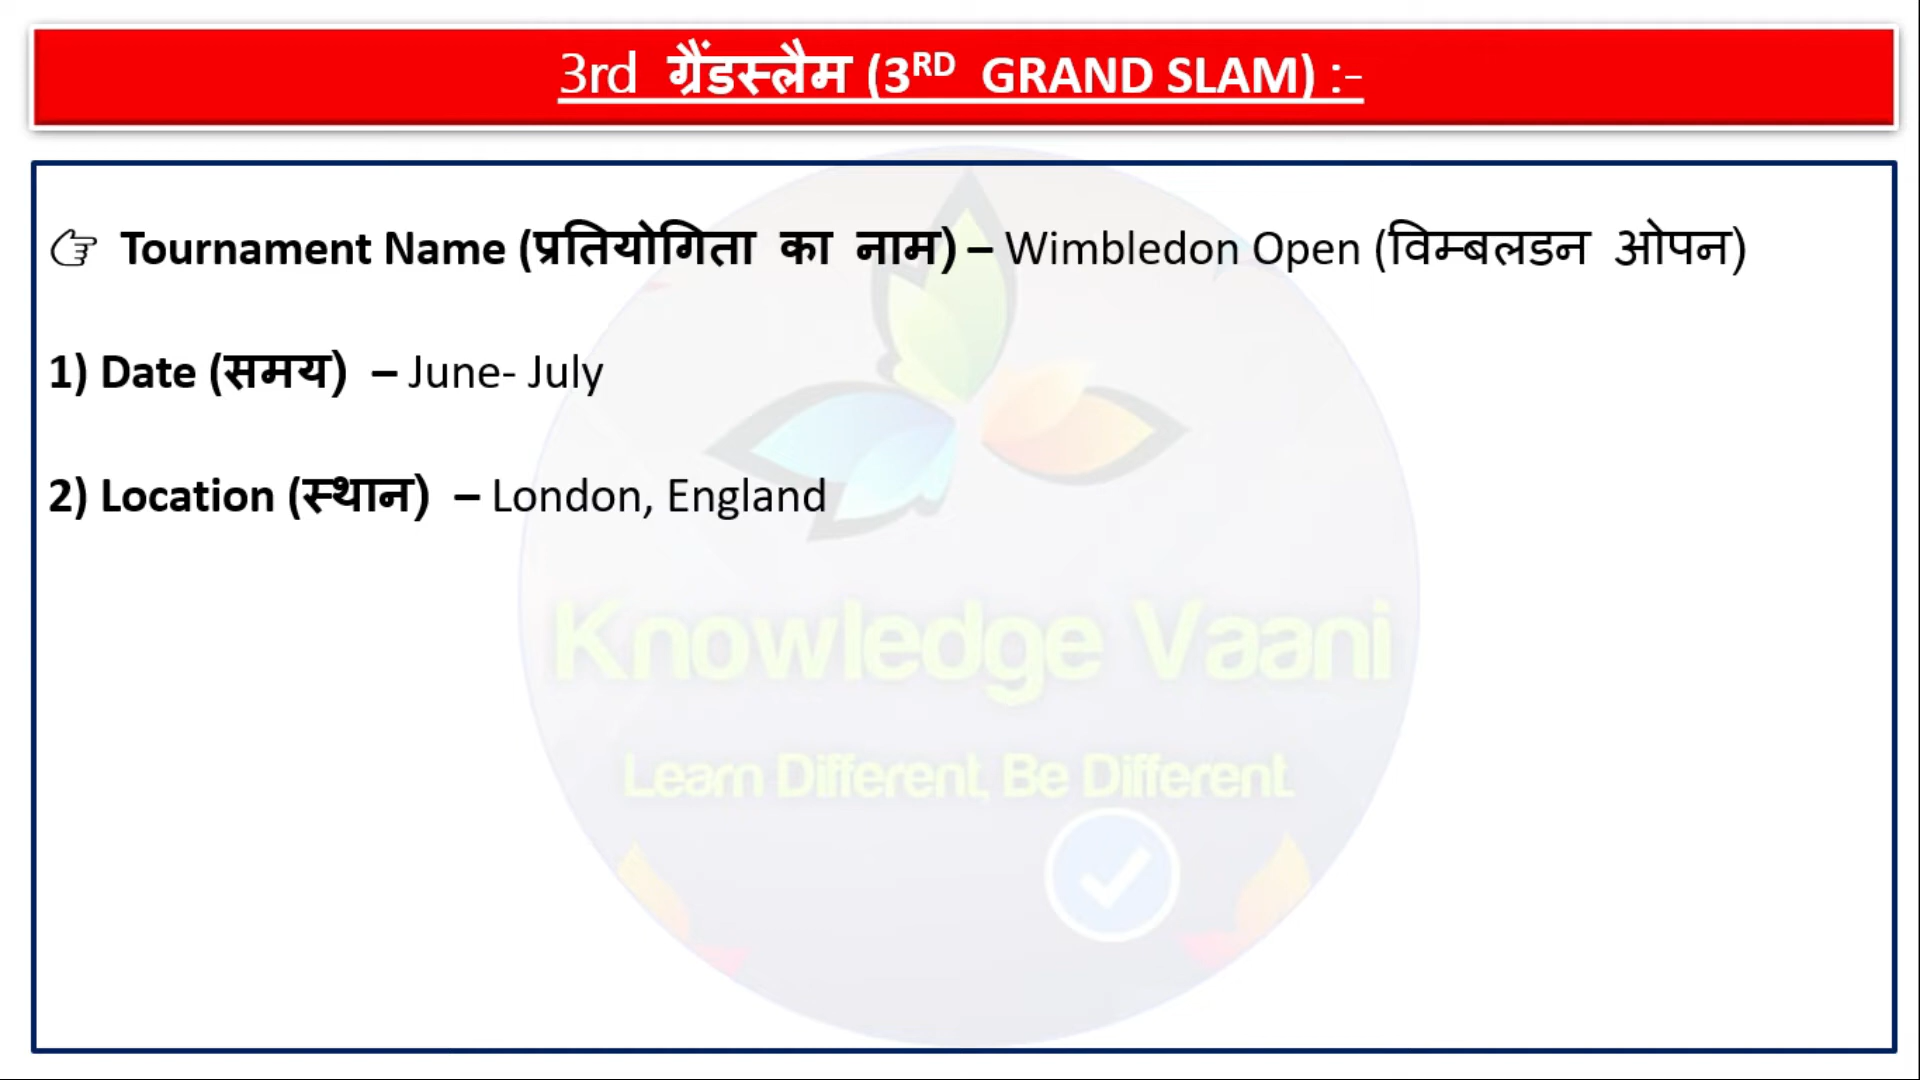 3rd ग्रैंडस्लैम (3RD GRAND SLAM) :-
👉 Tournament Name (प्रतियोगिता का नाम) – Wimbledon Open (विम्बलडन ओपन)
1) Date (समय) – June- July
2) Location (स्थान) – London, England
Knowledge Vaani
Learn Different, Be Different